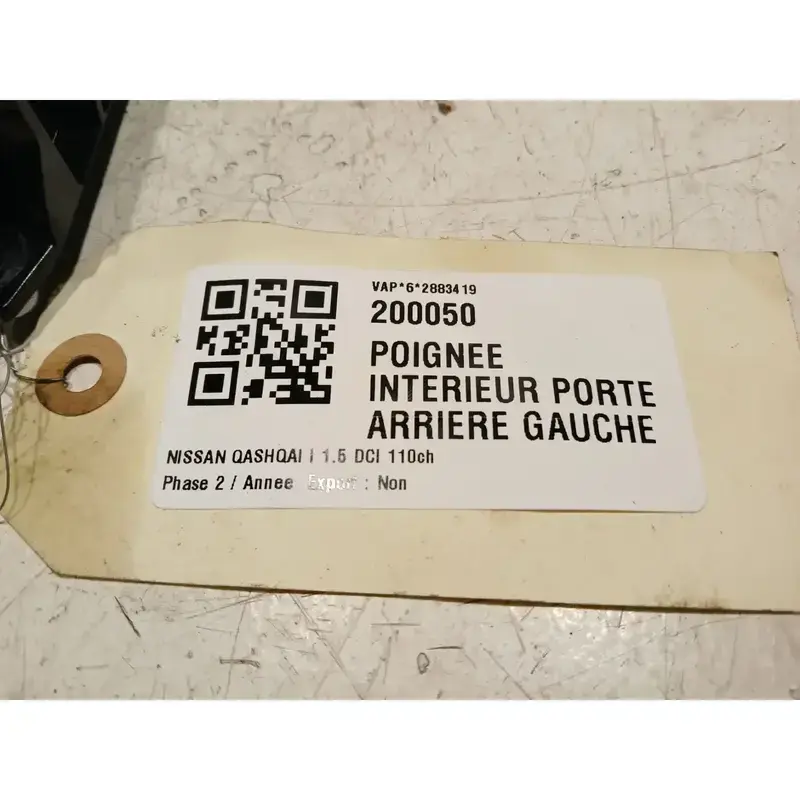 VAP*6*2883419
200050
POIGNEE
INTERIEUR PORTE
ARRIERE GAUCHE
NISSAN QASHQAI I 1.5 DCI 110ch
Phase 2 / Annee Export : Non